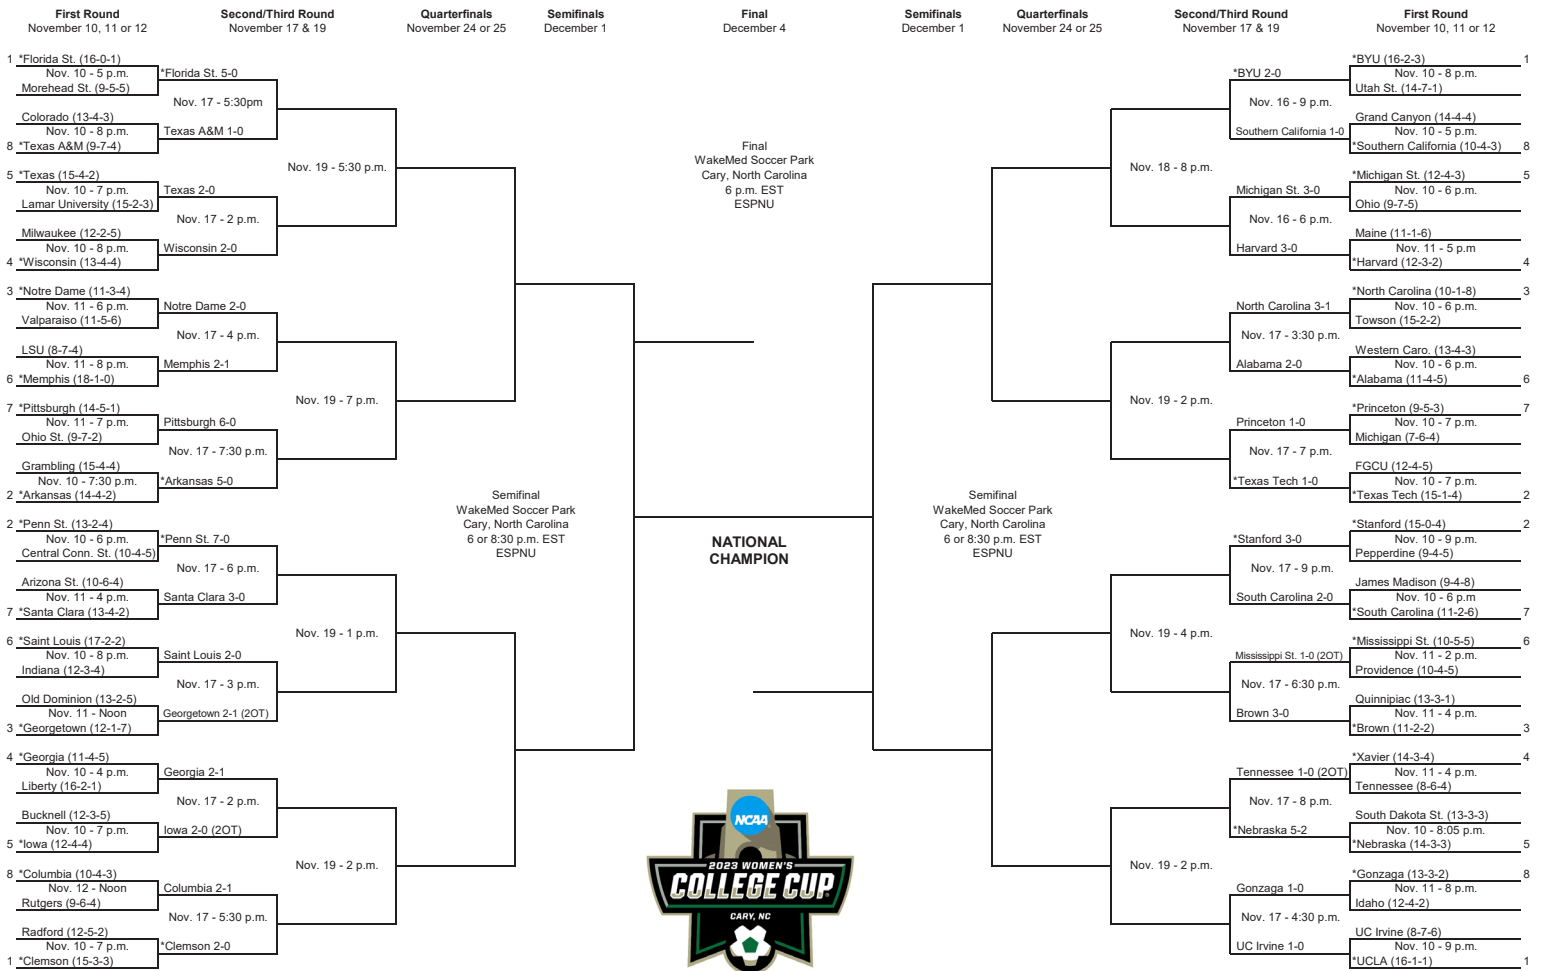 First Round
November 10, 11 or 12
Second/Third Round
November 17 & 19
Quarterfinals
November 24 or 25
Semifinals
December 1
Final
December 4
Semifinals
December 1
Quarterfinals
November 24 or 25
Second/Third Round
November 17 & 19
First Round
November 10, 11 or 12
1 *Florida St. (16-0-1)
Nov. 10 - 5 p.m.
Morehead St. (9-5-5)
Colorado (13-4-3)
Nov. 10 - 8 p.m.
8 *Texas A&M (9-7-4)
5 *Texas (15-4-2)
Nov. 10 - 7 p.m.
Lamar University (15-2-3)
Milwaukee (12-2-5)
Nov. 10 - 8 p.m.
4 *Wisconsin (13-4-4)
3 *Notre Dame (11-3-4)
Nov. 11 - 6 p.m.
Valparaiso (11-5-6)
LSU (8-7-4)
Nov. 11 - 8 p.m.
6 *Memphis (18-1-0)
7 *Pittsburgh (14-5-1)
Nov. 11 - 7 p.m.
Ohio St. (9-7-2)
Grambling (15-4-4)
Nov. 10 - 7:30 p.m.
2 *Arkansas (14-4-2)
2 *Penn St. (13-2-4)
Nov. 10 - 6 p.m.
Central Conn. St. (10-4-5)
Arizona St. (10-6-4)
Nov. 11 - 4 p.m.
7 *Santa Clara (13-4-2)
6 *Saint Louis (17-2-2)
Nov. 10 - 8 p.m.
Indiana (12-3-4)
Old Dominion (13-2-5)
Nov. 11 - Noon
3 *Georgetown (12-1-7)
4 *Georgia (11-4-5)
Nov. 10 - 4 p.m.
Liberty (16-2-1)
Bucknell (12-3-5)
Nov. 10 - 7 p.m.
5 *Iowa (12-4-4)
8 *Columbia (10-4-3)
Nov. 12 - Noon
Rutgers (9-6-4)
Radford (12-5-2)
Nov. 10 - 7 p.m.
1 *Clemson (15-3-3)
*Florida St. 5-0
Nov. 17 - 5:30pm
Texas A&M 1-0
Texas 2-0
Nov. 17 - 2 p.m.
Wisconsin 2-0
Notre Dame 2-0
Nov. 17 - 4 p.m.
Memphis 2-1
Pittsburgh 6-0
Nov. 17 - 7:30 p.m.
*Arkansas 5-0
*Penn St. 7-0
Nov. 17 - 6 p.m.
Santa Clara 3-0
Saint Louis 2-0
Nov. 17 - 3 p.m.
Georgetown 2-1 (2OT)
Georgia 2-1
Nov. 17 - 2 p.m.
Iowa 2-0 (2OT)
Columbia 2-1
Nov. 17 - 5:30 p.m.
*Clemson 2-0
Nov. 19 - 5:30 p.m.
Nov. 19 - 7 p.m.
Nov. 19 - 1 p.m.
Nov. 19 - 2 p.m.
Semifinal
WakeMed Soccer Park
Cary, North Carolina
6 or 8:30 p.m. EST
ESPNU
Final
WakeMed Soccer Park
Cary, North Carolina
6 p.m. EST
ESPNU
NATIONAL
CHAMPION
NCAA
2023 WOMEN'S
COLLEGE CUP
CARY, NC
Semifinal
WakeMed Soccer Park
Cary, North Carolina
6 or 8:30 p.m. EST
ESPNU
Nov. 18 - 8 p.m.
Nov. 19 - 2 p.m.
Nov. 19 - 4 p.m.
Nov. 19 - 2 p.m.
*BYU 2-0
Nov. 16 - 9 p.m.
Southern California 1-0
Michigan St. 3-0
Nov. 16 - 6 p.m.
Harvard 3-0
North Carolina 3-1
Nov. 17 - 3:30 p.m.
Alabama 2-0
Princeton 1-0
Nov. 17 - 7 p.m.
*Texas Tech 1-0
*Stanford 3-0
Nov. 17 - 9 p.m.
South Carolina 2-0
Mississippi St. 1-0 (2OT)
Nov. 17 - 6:30 p.m.
Brown 3-0
Tennessee 1-0 (2OT)
Nov. 17 - 8 p.m.
*Nebraska 5-2
Gonzaga 1-0
Nov. 17 - 4:30 p.m.
UC Irvine 1-0
*BYU (16-2-3) 1
Nov. 10 - 8 p.m.
Utah St. (14-7-1)
Grand Canyon (14-4-4)
Nov. 10 - 5 p.m.
*Southern California (10-4-3) 8
*Michigan St. (12-4-3) 5
Nov. 10 - 6 p.m.
Ohio (9-7-5)
Maine (11-1-6)
Nov. 11 - 5 p.m
*Harvard (12-3-2) 4
*North Carolina (10-1-8) 3
Nov. 10 - 6 p.m.
Towson (15-2-2)
Western Caro. (13-4-3)
Nov. 10 - 6 p.m.
*Alabama (11-4-5) 6
*Princeton (9-5-3) 7
Nov. 10 - 7 p.m.
Michigan (7-6-4)
FGCU (12-4-5)
Nov. 10 - 7 p.m.
*Texas Tech (15-1-4) 2
*Stanford (15-0-4) 2
Nov. 10 - 9 p.m.
Pepperdine (9-4-5)
James Madison (9-4-8)
Nov. 10 - 6 p.m
*South Carolina (11-2-6) 7
*Mississippi St. (10-5-5) 6
Nov. 11 - 2 p.m.
Providence (10-4-5)
Quinnipiac (13-3-1)
Nov. 11 - 4 p.m.
*Brown (11-2-2) 3
*Xavier (14-3-4) 4
Nov. 11 - 4 p.m.
Tennessee (8-6-4)
South Dakota St. (13-3-3)
Nov. 10 - 8:05 p.m.
*Nebraska (14-3-3) 5
*Gonzaga (13-3-2) 8
Nov. 11 - 8 p.m.
Idaho (12-4-2)
UC Irvine (8-7-6)
Nov. 10 - 9 p.m.
*UCLA (16-1-1) 1